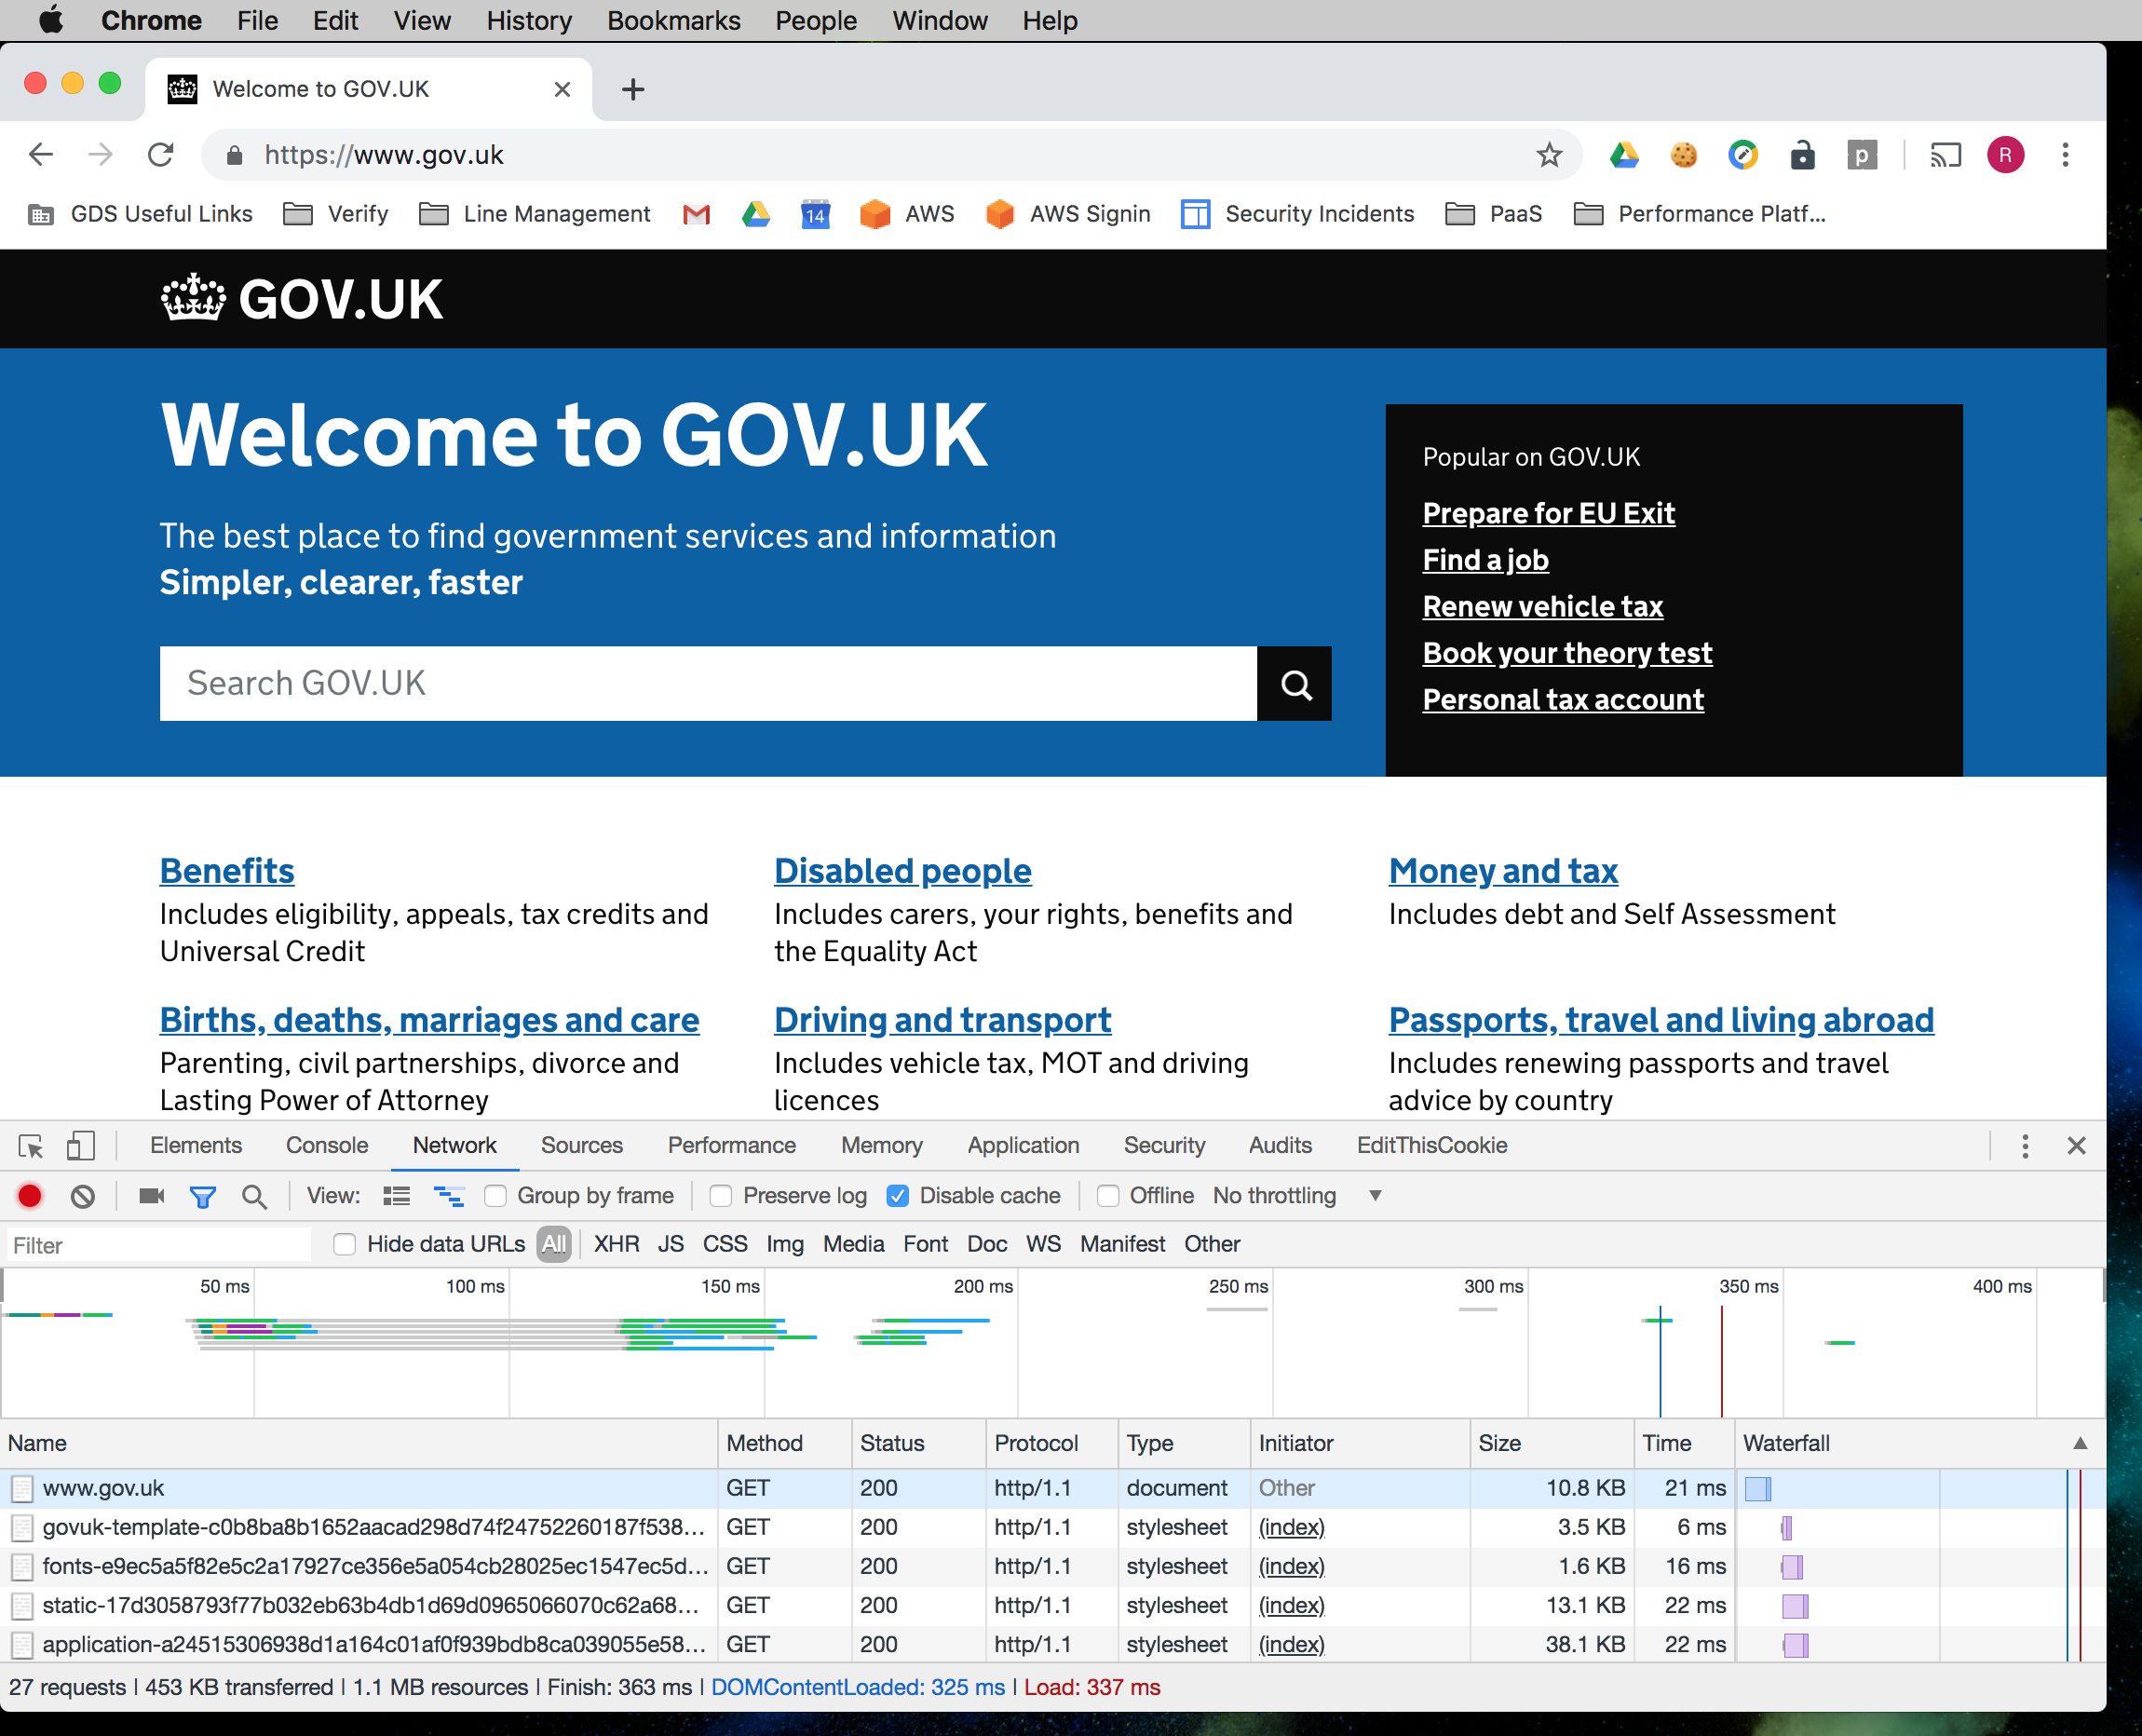 Chrome File Edit View History Bookmarks People Window Help
Welcome to GOV.UK
https://www.gov.uk
p
R
GDS Useful Links Verify Line Management 14 AWS AWS Signin Security Incidents PaaS Performance Platf...
GOV.UK
Welcome to GOV.UK
The best place to find government services and information
Simpler, clearer, faster
Search GOV.UK
Popular on GOV.UK
Prepare for EU Exit
Find a job
Renew vehicle tax
Book your theory test
Personal tax account
Benefits
Includes eligibility, appeals, tax credits and
Universal Credit
Disabled people
Includes carers, your rights, benefits and
the Equality Act
Money and tax
Includes debt and Self Assessment
Births, deaths, marriages and care
Parenting, civil partnerships, divorce and
Lasting Power of Attorney
Driving and transport
Includes vehicle tax, MOT and driving
licences
Passports, travel and living abroad
Includes renewing passports and travel
advice by country
Elements Console Network Sources Performance Memory Application Security Audits EditThisCookie
View: Group by frame Preserve log Disable cache Offline No throttling
Filter Hide data URLs All XHR JS CSS Img Media Font Doc WS Manifest Other
50 ms 100 ms 150 ms 200 ms 250 ms 300 ms 350 ms 400 ms
Name Method Status Protocol Type Initiator Size Time Waterfall
www.gov.uk GET 200 http/1.1 document Other 10.8 KB 21 ms
govuk-template-c0b8ba8b1652aacad298d74f24752260187f538... GET 200 http/1.1 stylesheet (index) 3.5 KB 6 ms
fonts-e9ec5a5f82e5c2a17927ce356e5a054cb28025ec1547ec5d... GET 200 http/1.1 stylesheet (index) 1.6 KB 16 ms
static-17d3058793f77b032eb63b4db1d69d0965066070c62a68... GET 200 http/1.1 stylesheet (index) 13.1 KB 22 ms
application-a24515306938d1a164c01af0f939bdb8ca039055e58... GET 200 http/1.1 stylesheet (index) 38.1 KB 22 ms
27 requests | 453 KB transferred | 1.1 MB resources | Finish: 363 ms | DOMContentLoaded: 325 ms | Load: 337 ms